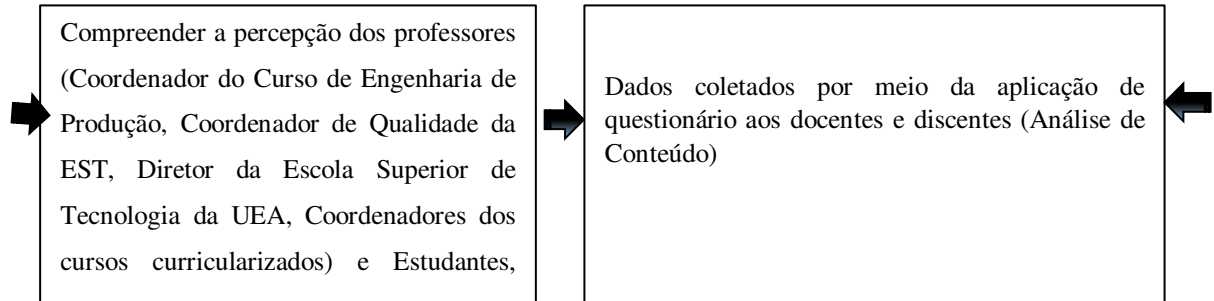 Compreender a percepção dos professores
(Coordenador do Curso de Engenharia de
Produção, Coordenador de Qualidade da
EST, Diretor da Escola Superior de
Tecnologia da UEA, Coordenadores dos
cursos curricularizados) e Estudantes,
Dados coletados por meio da aplicação de
questionário aos docentes e discentes (Análise de
Conteúdo)